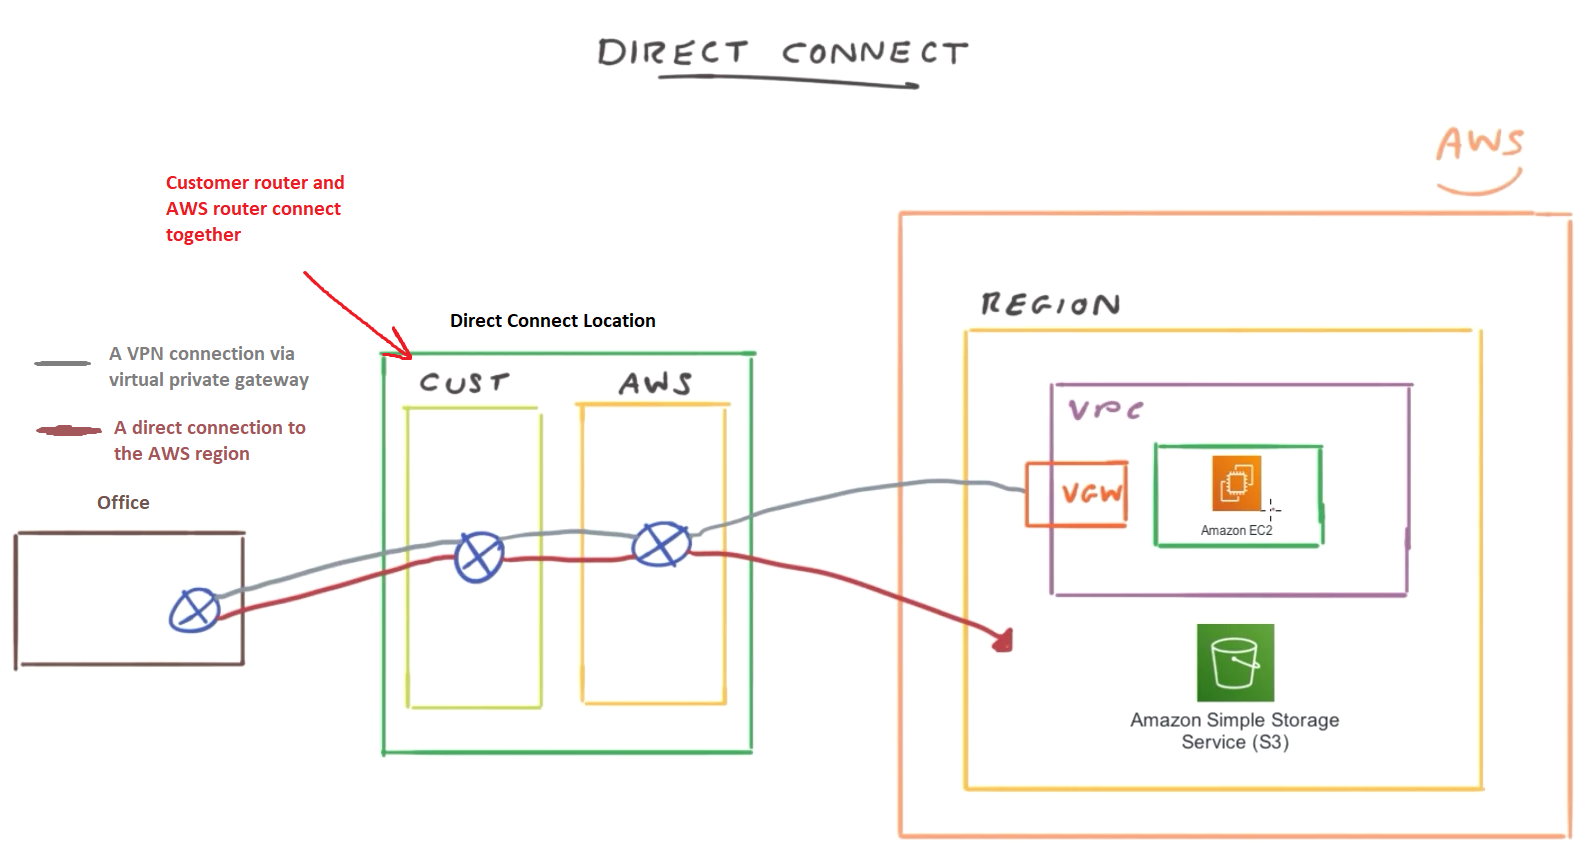 DIRECT CONNECT
AWS
Customer router and
AWS router connect
together
REGION
Direct Connect Location
A VPN connection via
virtual private gateway
CUST
AWS
VPC
A direct connection to
the AWS region
VGW
Office
Amazon EC2
Amazon Simple Storage
Service (S3)